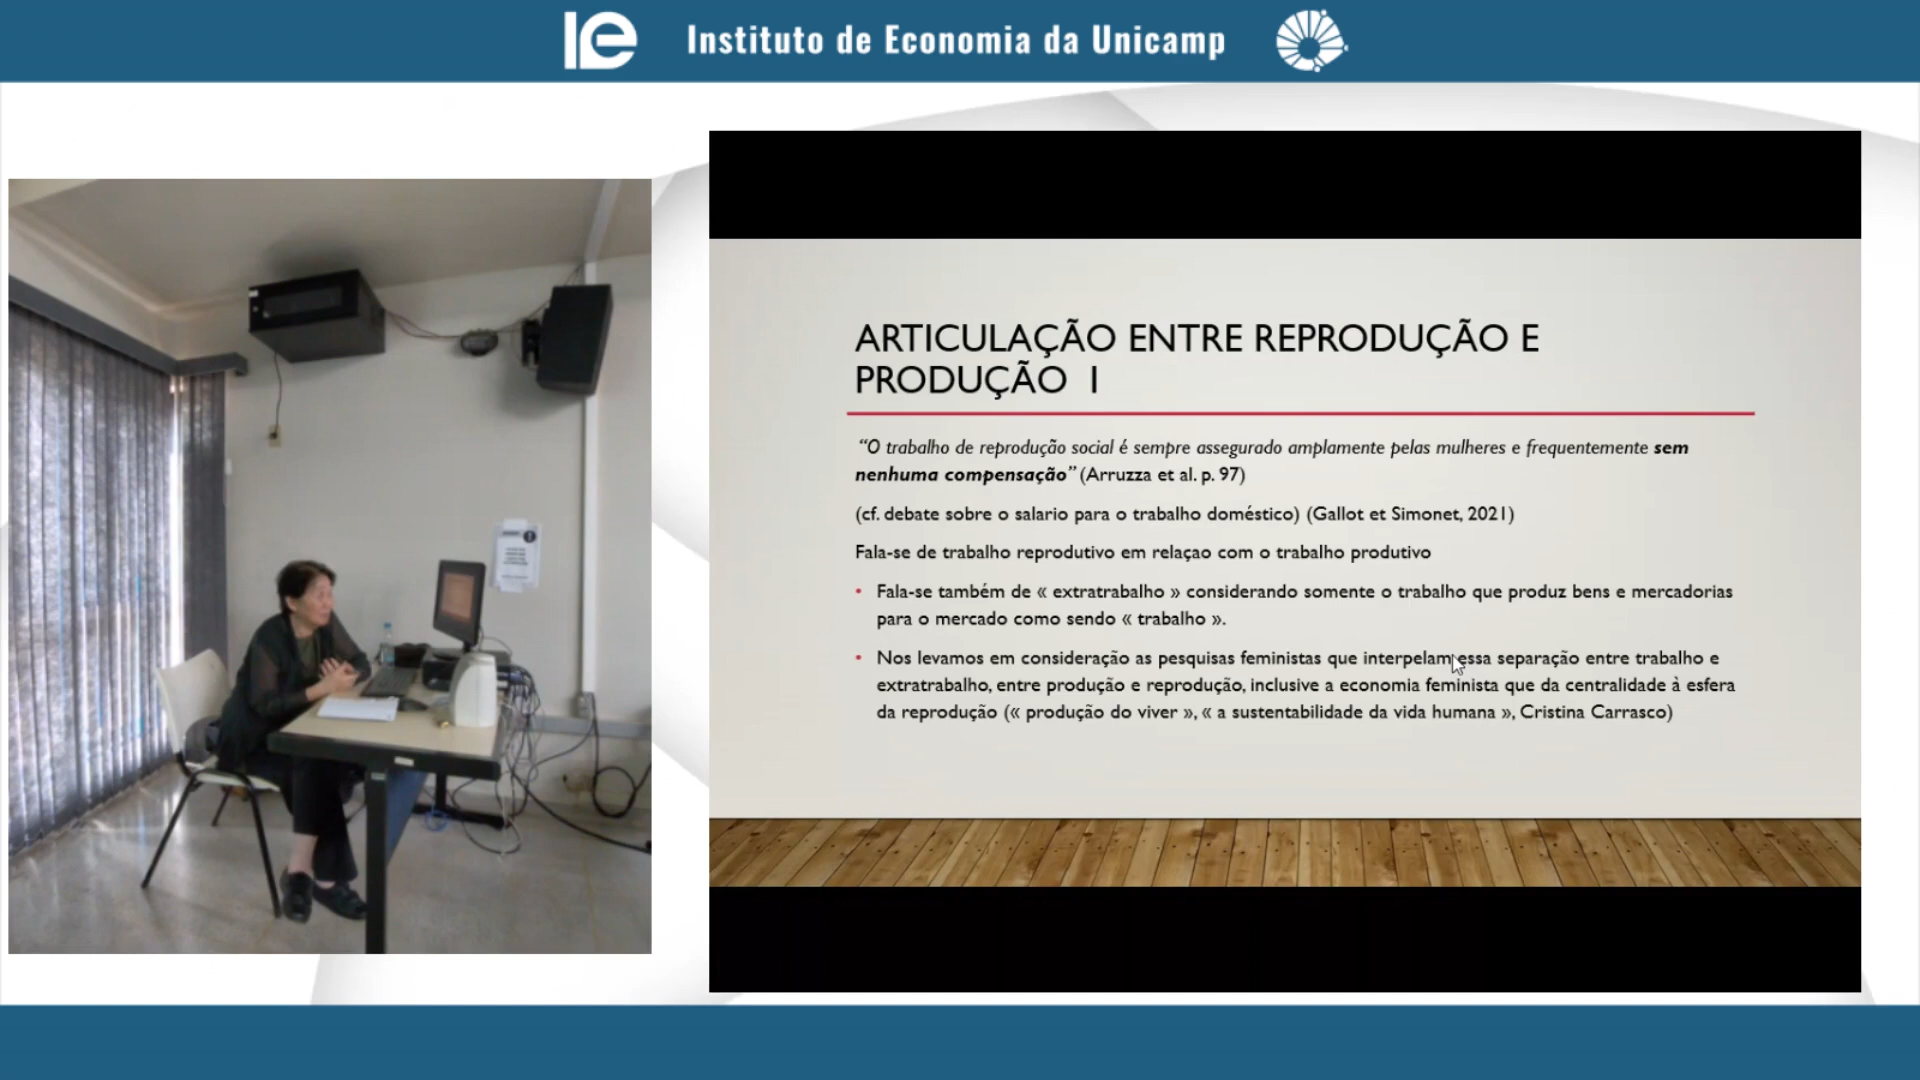 Ie Instituto de Economia da Unicamp
ARTICULAÇÃO ENTRE REPRODUÇÃO E
PRODUÇÃO I
“O trabalho de reprodução social é sempre assegurado amplamente pelas mulheres e frequentemente sem
nenhuma compensação” (Arruzza et al. p. 97)
(cf. debate sobre o salario para o trabalho doméstico) (Gallot et Simonet, 2021)
Fala-se de trabalho reprodutivo em relaçao com o trabalho produtivo
• Fala-se também de « extratrabalho » considerando somente o trabalho que produz bens e mercadorias
para o mercado como sendo « trabalho ».
• Nos levamos em consideração as pesquisas feministas que interpelam essa separação entre trabalho e
extratrabalho, entre produção e reprodução, inclusive a economia feminista que da centralidade à esfera
da reprodução (« produção do viver », « a sustentabilidade da vida humana », Cristina Carrasco)